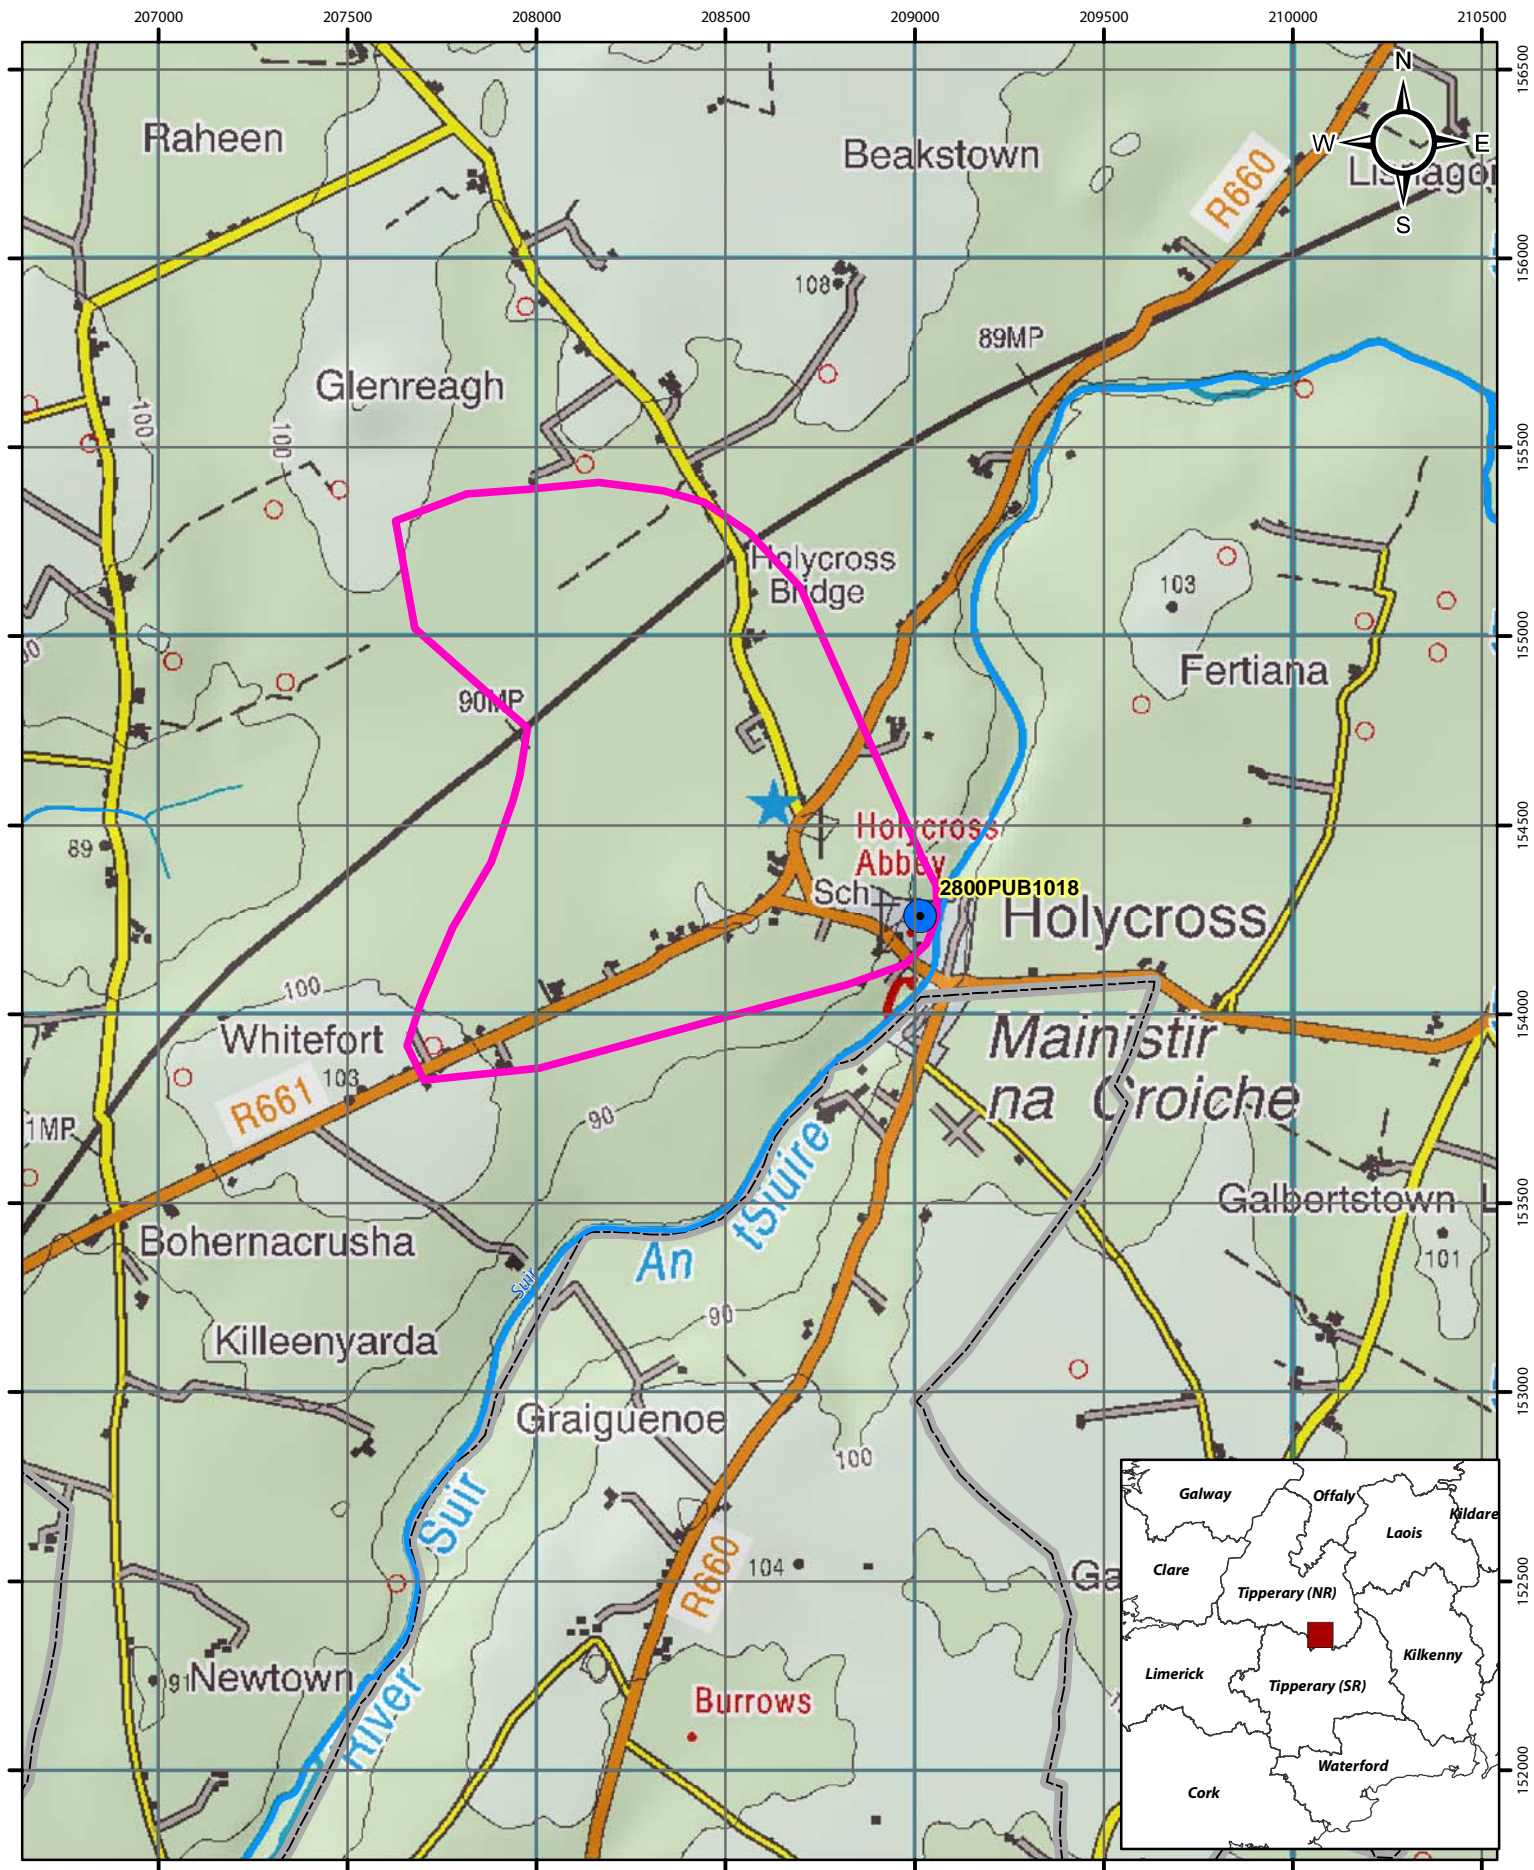 207000 207500 208000 208500 209000 209500 210000 210500
N
W E
S
156500
156000
155500
155000
154500
154000
153500
153000
152500
152000
Raheen
Beakstown
R660
108
89MP
Glenreagh
100
100
Holycross
Bridge
103
Fertiana
90MP
89
Holycross
Abbey
2800PUB1018
Sch
Holycross
100
Whitefort
103
R661
1MP
Mainistir
na Croiche
90
tSiúire
An
Galbertstown L
101
Bohernacrusha
Suir
Killeenyarda
90
Graiguenoe
100
Suir
R660
104
Ga
91
Newtown
River
Burrows
Galway
Offaly
Kildare
Laois
Clare
Tipperary (NR)
Kilkenny
Limerick
Tipperary (SR)
Waterford
Cork